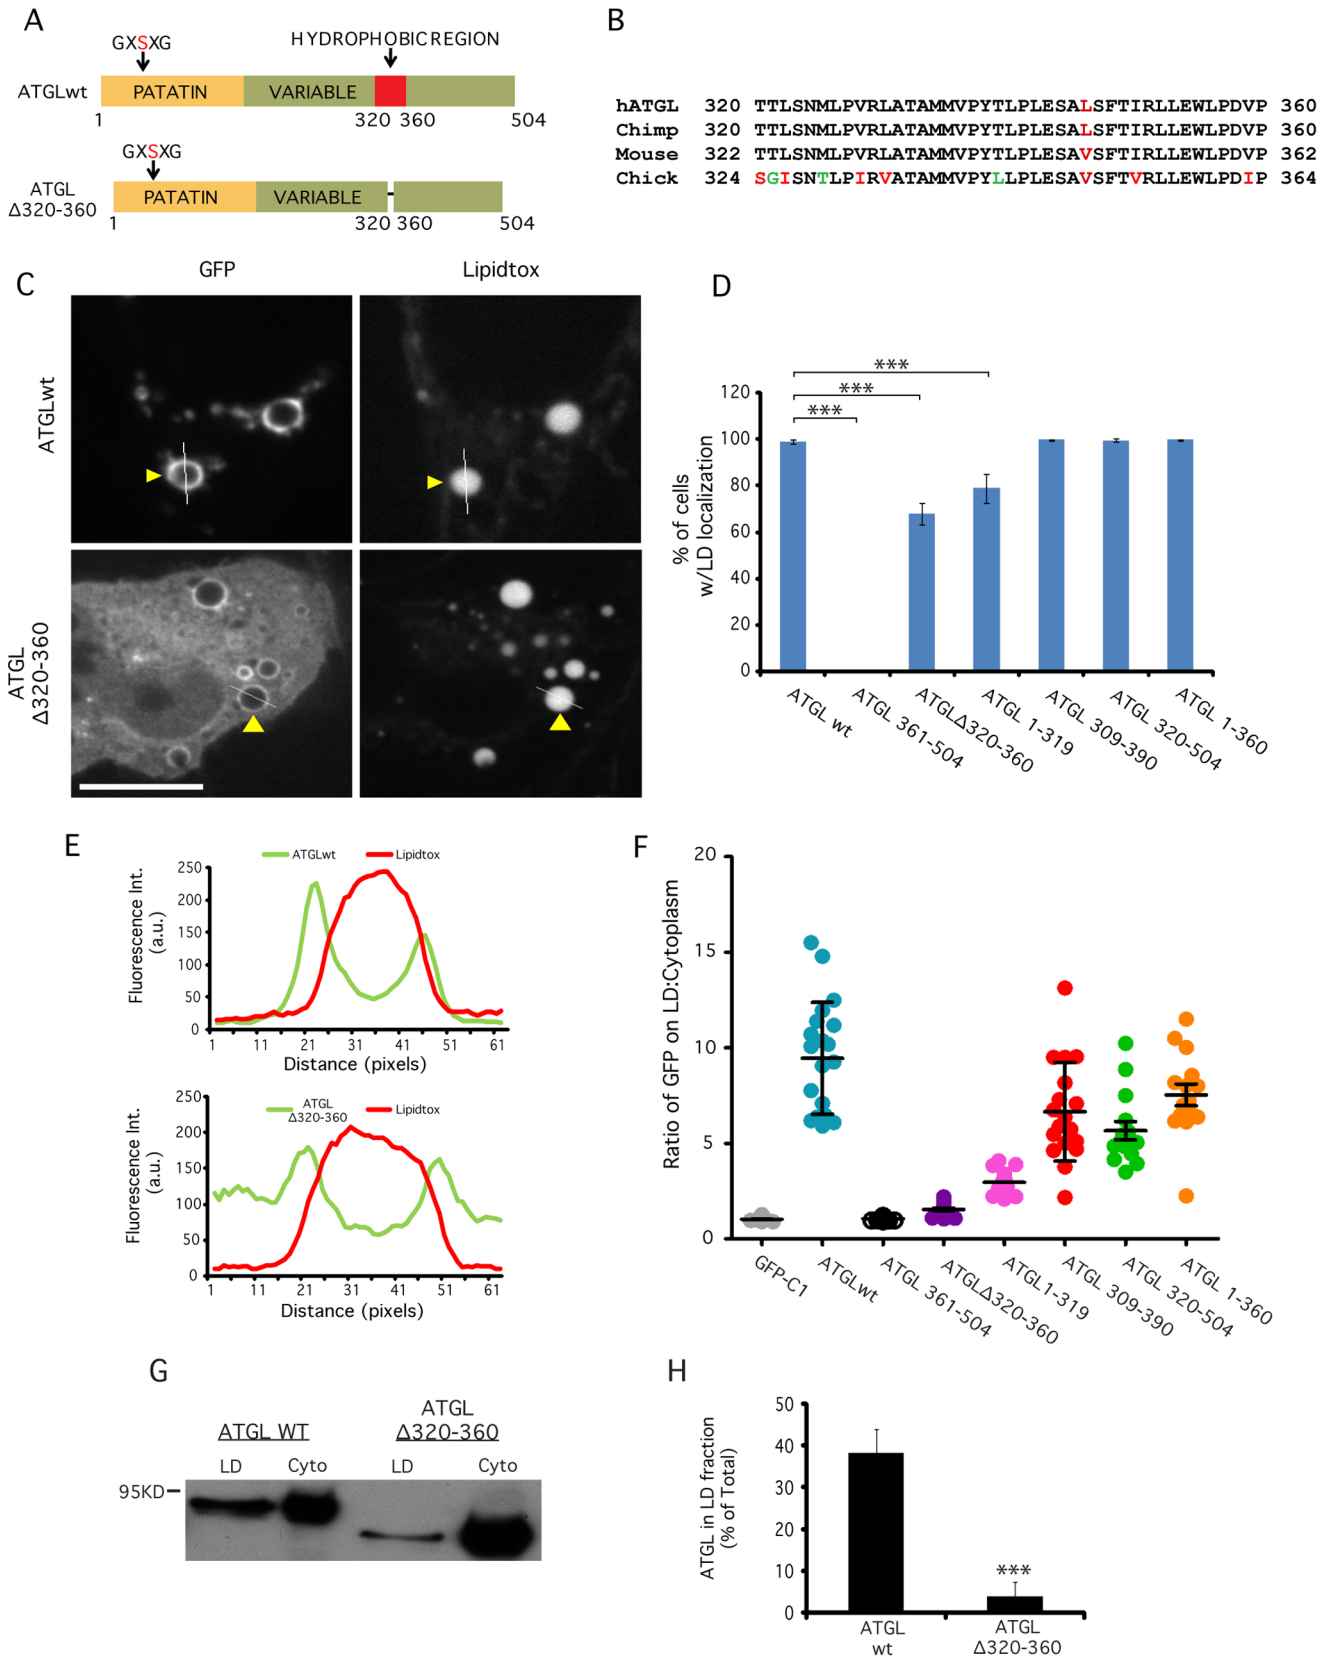 A
GXSXG
HYDROPHOBIC REGION
ATGLwt
PATATIN
VARIABLE
1
320 360
504
GXSXG
ATGL
Δ320-360
PATATIN
VARIABLE
1
320 360
504
B
hATGL 320 TTLSNMLPVRLATAMMVPYTLPLESALSFTIRLLEWLPDVP 360
Chimp 320 TTLSNMLPVRLATAMMVPYTLPLESALSFTIRLLEWLPDVP 360
Mouse 322 TTLSNMLPVRLATAMMVPYTLPLESAVSFTIRLLEWLPDVP 362
Chick 324 SGISNTLPIRVATAMMVPYLLPLESAVSFTVRLLEWLPDIP 364
C
GFP
Lipidtox
ATGLwt
ATGL
Δ320-360
D
***
***
***
120
100
80
60
40
20
0
% of cells
w/LD localization
ATGL wt
ATGL 361-504
ATGLΔ320-360
ATGL 1-319
ATGL 309-390
ATGL 320-504
ATGL 1-360
E
ATGLwt
Lipidtox
250
200
150
100
50
0
Fluorescence Int.
(a.u.)
1 11 21 31 41 51 61
Distance (pixels)
ATGL
Δ320-360
Lipidtox
250
200
150
100
50
0
Fluorescence Int.
(a.u.)
1 11 21 31 41 51 61
Distance (pixels)
F
20
15
10
5
0
Ratio of GFP on LD:Cytoplasm
GFP-C1
ATGLwt
ATGL 361-504
ATGLΔ320-360
ATGL1-319
ATGL 309-390
ATGL 320-504
ATGL 1-360
G
ATGL WT
ATGL
Δ320-360
LD
Cyto
LD
Cyto
95KD
H
50
40
30
20
10
0
ATGL in LD fraction
(% of Total)
***
ATGL
wt
ATGL
Δ320-360